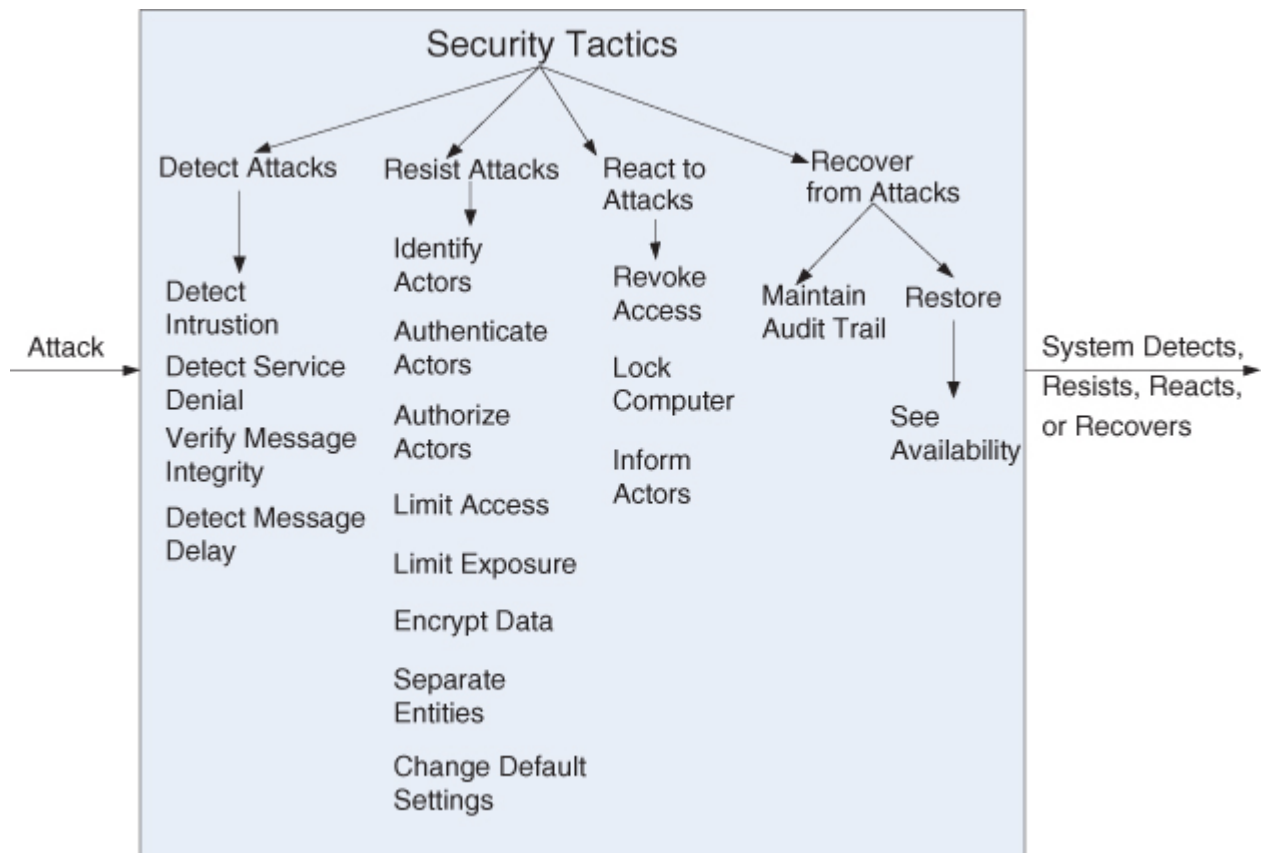 Security Tactics
Detect Attacks
Resist Attacks
React to
Attacks
Recover
from Attacks
Detect
Intrustion
Detect Service
Denial
Verify Message
Integrity
Detect Message
Delay
Identify
Actors
Authenticate
Actors
Authorize
Actors
Limit Access
Limit Exposure
Encrypt Data
Separate
Entities
Change Default
Settings
Revoke
Access
Lock
Computer
Inform
Actors
Maintain
Audit Trail
Restore
See
Availability
Attack
System Detects,
Resists, Reacts,
or Recovers